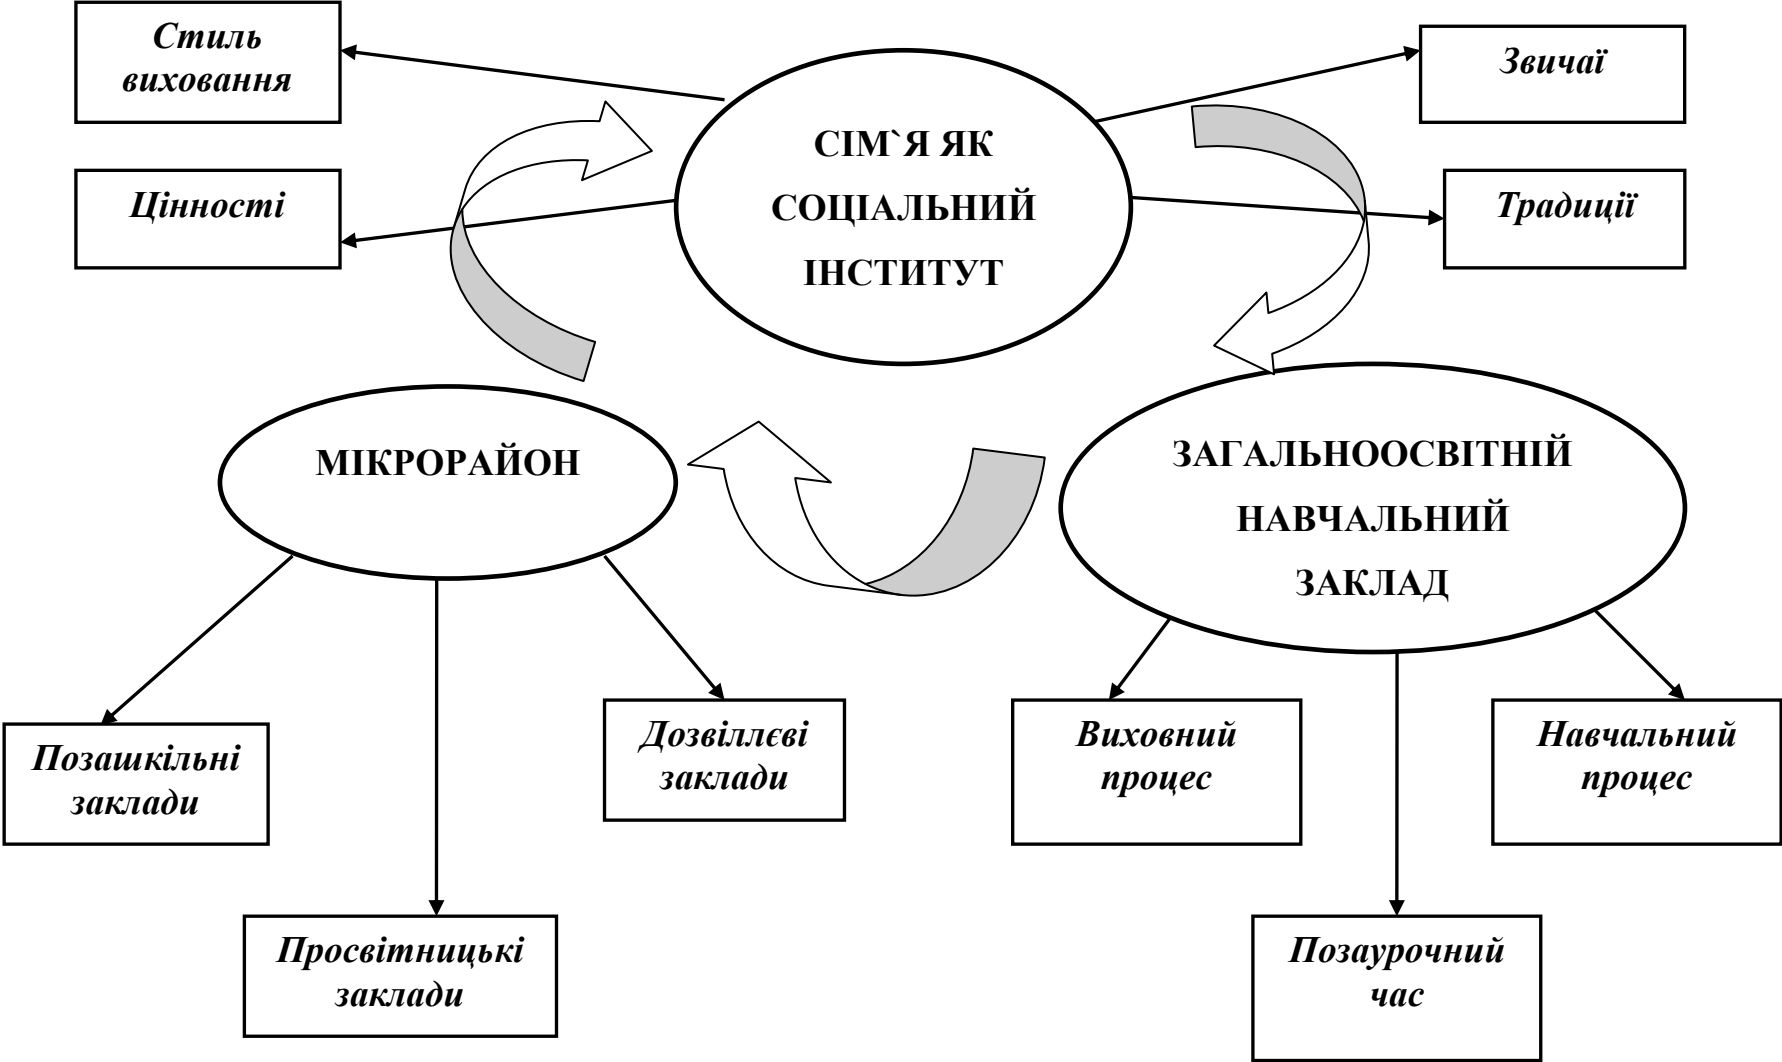 Стиль
виховання
Звичаї
СІМ`Я ЯК
СОЦІАЛЬНИЙ
ІНСТИТУТ
Цінності
Традиції
МІКРОРАЙОН
ЗАГАЛЬНООСВІТНІЙ
НАВЧАЛЬНИЙ
ЗАКЛАД
Позашкільні
заклади
Дозвіллєві
заклади
Виховний
процес
Навчальний
процес
Просвітницькі
заклади
Позаурочний
час